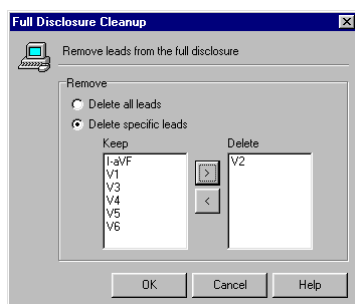 Full Disclosure Cleanup
Remove leads from the full disclosure
Remove
Delete all leads
Delete specific leads
Keep
Delete
I-aVF
V1
V3
V4
V5
V6
>
<
V2
OK
Cancel
Help